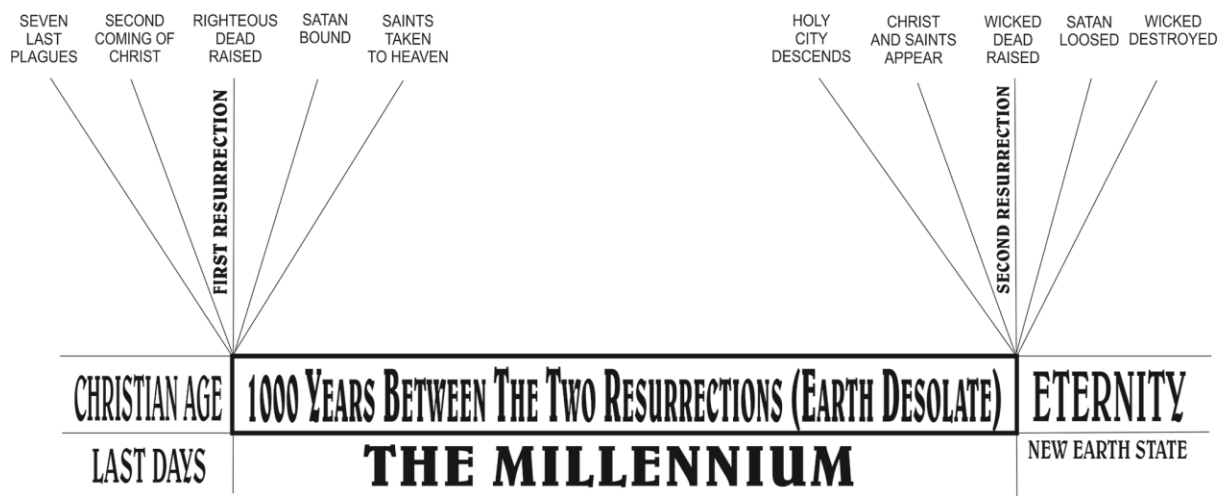 SEVEN
LAST
PLAGUES
SECOND
COMING OF
CHRIST
RIGHTEOUS
DEAD
RAISED
SATAN
BOUND
SAINTS
TAKEN
TO HEAVEN
HOLY
CITY
DESCENDS
CHRIST
AND SAINTS
APPEAR
WICKED
DEAD
RAISED
SATAN
LOOSED
WICKED
DESTROYED
FIRST RESURRECTION
SECOND RESURRECTION
CHRISTIAN AGE
1000 YEARS BETWEEN THE TWO RESURRECTIONS (EARTH DESOLATE)
ETERNITY
LAST DAYS
THE MILLENNIUM
NEW EARTH STATE